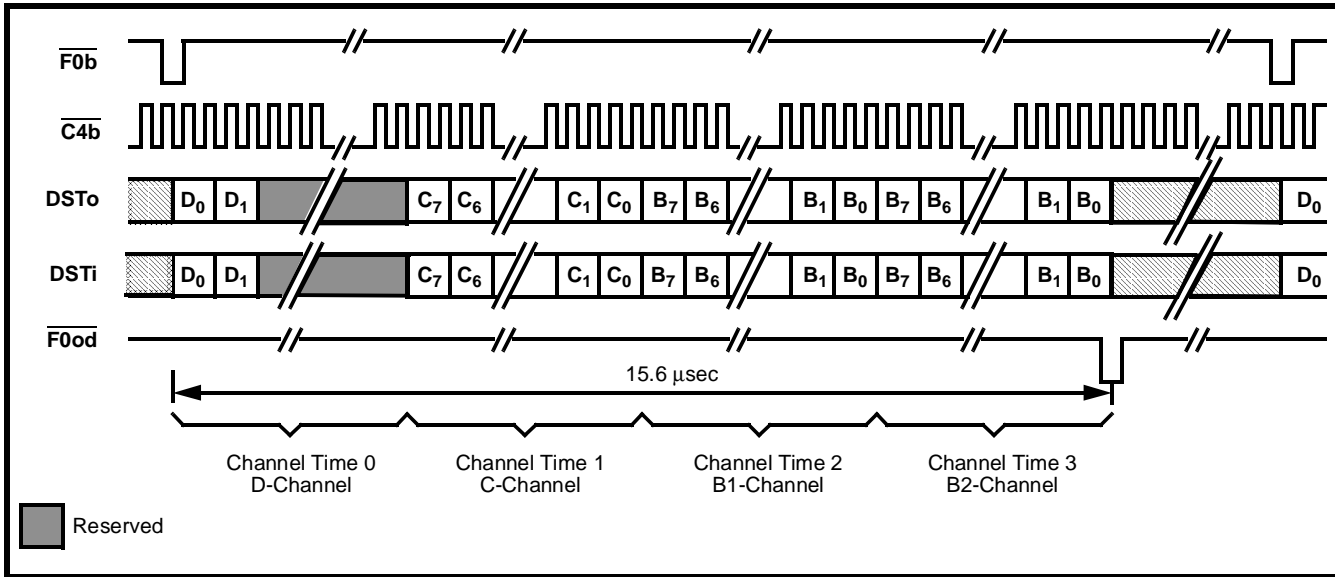 F0b
C4b
DSTo D0 D1 C7 C6 C1 C0 B7 B6 B1 B0 B7 B6 B1 B0 D0
DSTi D0 D1 C7 C6 C1 C0 B7 B6 B1 B0 B7 B6 B1 B0 D0
F0od
15.6 μsec
Channel Time 0 Channel Time 1 Channel Time 2 Channel Time 3
D-Channel C-Channel B1-Channel B2-Channel
Reserved